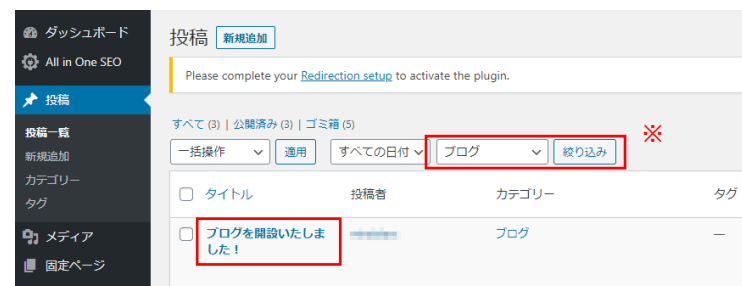 ダッシュボード
All in One SEO
投稿
投稿一覧
新規追加
カテゴリー
タグ
メディア
固定ページ
投稿 新規追加
Please complete your Redirection setup to activate the plugin.
すべて (3) | 公開済み (3) | ゴミ箱 (5)
※
一括操作 適用 すべての日付 ブログ 絞り込み
タイトル 投稿者 カテゴリー タグ
ブログを開設いたしま
した！
ブログ
—